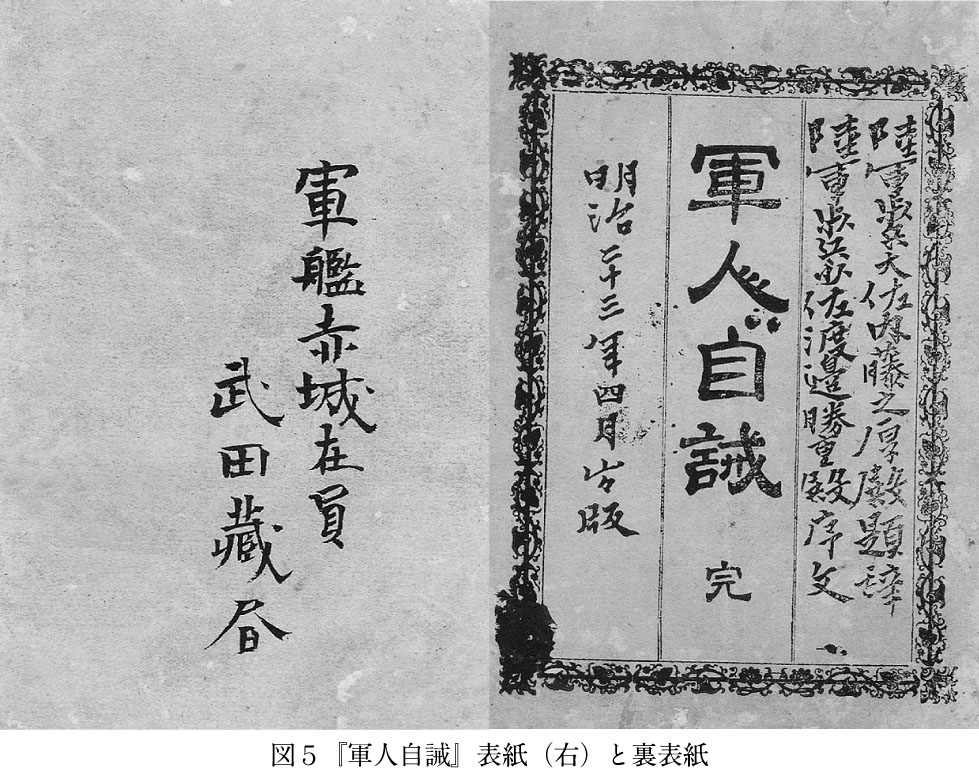 陸軍歩兵大佐内藤之厚殿題辞
陸軍歩兵少佐渡邉勝重殿序文
軍人自誡 完
明治二十三年四月出版
軍艦赤城在員
武田藏
図5『軍人自誡』表紙（右）と裏表紙